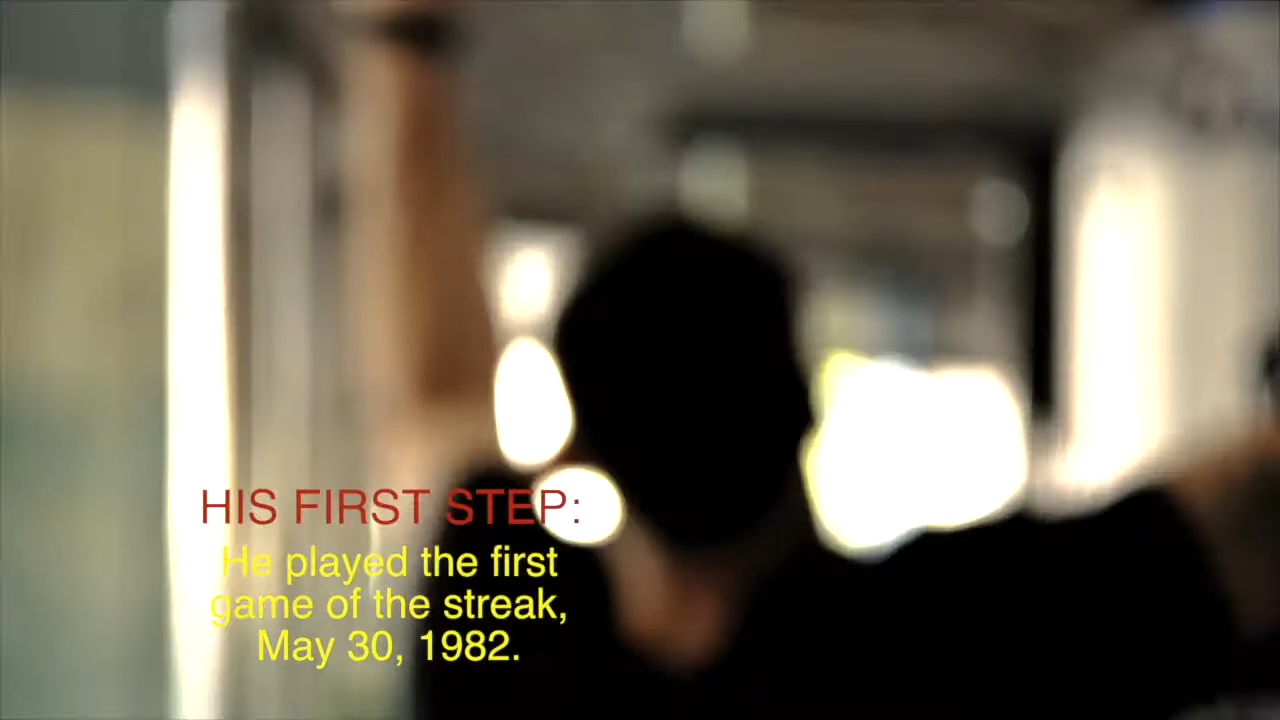 HIS FIRST STEP:
He played the first
game of the streak,
May 30, 1982.